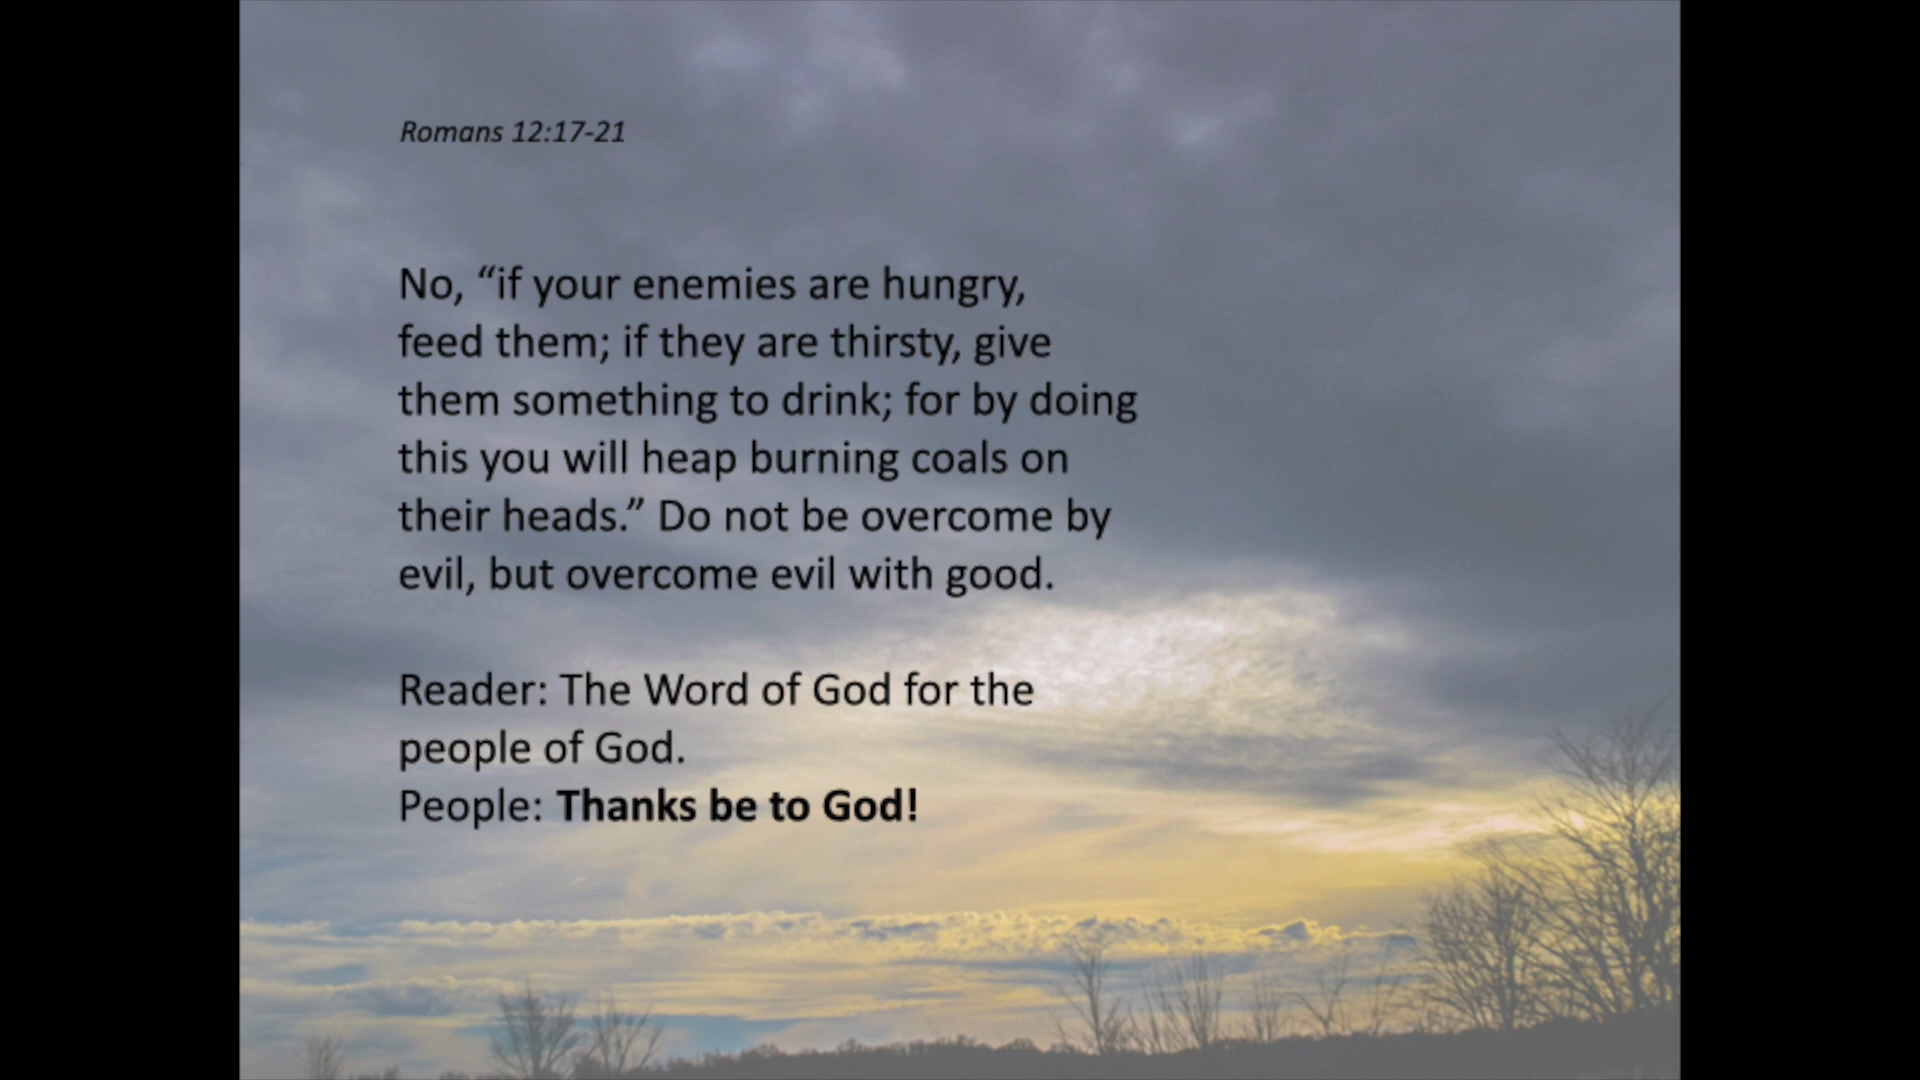 Romans 12:17-21
No, “if your enemies are hungry,
feed them; if they are thirsty, give
them something to drink; for by doing
this you will heap burning coals on
their heads.” Do not be overcome by
evil, but overcome evil with good.
Reader: The Word of God for the
people of God.
People: Thanks be to God!